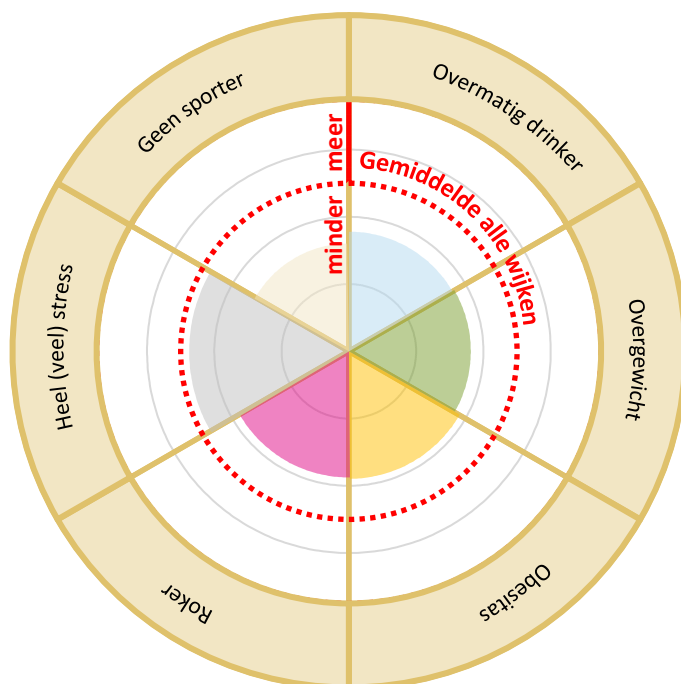 Geen sporter
Overmatig drinker
meer
Gemiddelde alle wijken
minder
Heel (veel) stress
Overgewicht
Roker
Obesitas